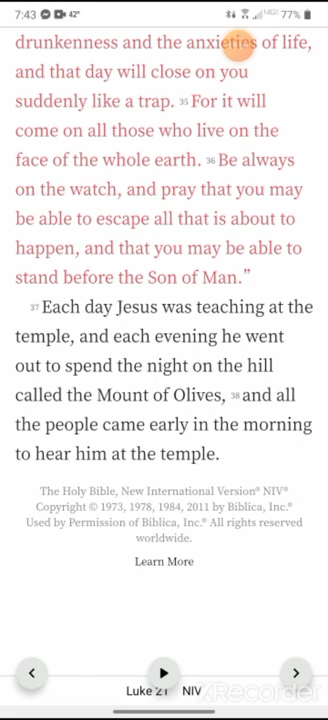 7:43 42° 77%
drunkenness and the anxieties of life,
and that day will close on you
suddenly like a trap. 35 For it will
come on all those who live on the
face of the whole earth. 36 Be always
on the watch, and pray that you may
be able to escape all that is about to
happen, and that you may be able to
stand before the Son of Man.”
37 Each day Jesus was teaching at the
temple, and each evening he went
out to spend the night on the hill
called the Mount of Olives, 38 and all
the people came early in the morning
to hear him at the temple.
The Holy Bible, New International Version® NIV®
Copyright © 1973, 1978, 1984, 2011 by Biblica, Inc.®
Used by Permission of Biblica, Inc.® All rights reserved
worldwide.
Learn More
Luke 21 NIV
XRecorder